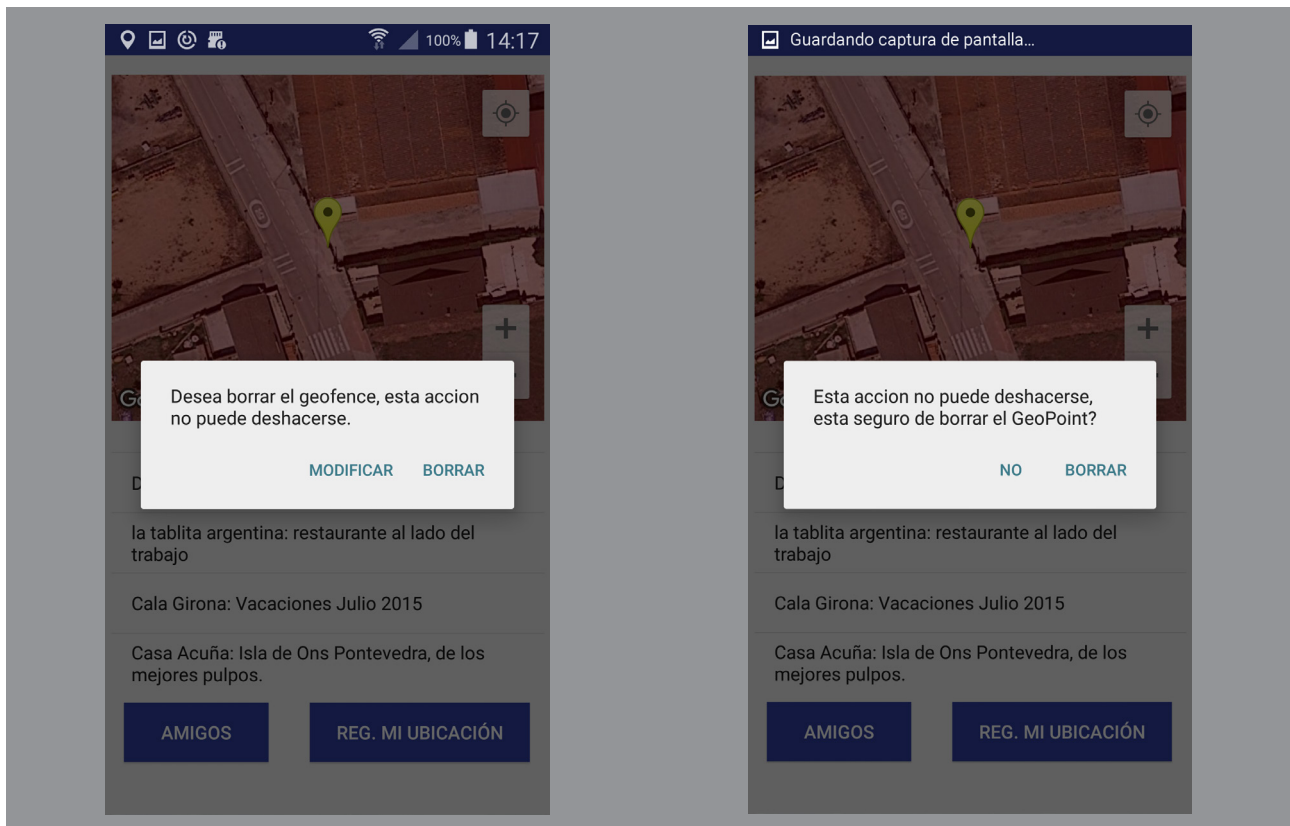 100% 14:17
Desea borrar el geofence, esta accion
no puede deshacerse.
MODIFICAR BORRAR
G
D
la tablita argentina: restaurante al lado del
trabajo
Cala Girona: Vacaciones Julio 2015
Casa Acuña: Isla de Ons Pontevedra, de los
mejores pulpos.
AMIGOS REG. MI UBICACIÓN
Guardando captura de pantalla...
Esta accion no puede deshacerse,
esta seguro de borrar el GeoPoint?
NO BORRAR
G
D
la tablita argentina: restaurante al lado del
trabajo
Cala Girona: Vacaciones Julio 2015
Casa Acuña: Isla de Ons Pontevedra, de los
mejores pulpos.
AMIGOS REG. MI UBICACIÓN